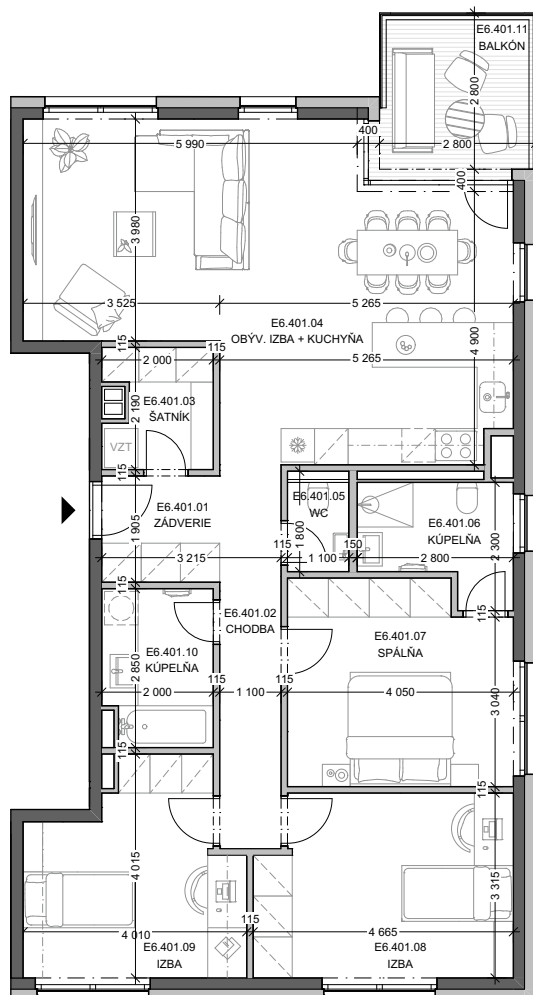 E6.401.11
BALKÓN
2 800
400
2 800
5 990
400
3 980
3 525
5 265
E6.401.04
OBÝV. IZBA + KUCHYŇA
115
2 000
115
5 265
4 900
E6.401.03
ŠATNÍK
2 190
VZT
115
E6.401.01
ZÁDVERIE
1 905
3 215
115
E6.401.05
WC
1 800
1 100
150
E6.401.06
KÚPEĽŇA
2 300
2 800
115
115
E6.401.02
CHODBA
E6.401.07
SPÁLŇA
E6.401.10
KÚPEĽŇA
2 850
2 000
115
1 100
115
4 050
3 040
115
115
4 015
3 315
4 010
115
4 665
E6.401.09
IZBA
E6.401.08
IZBA